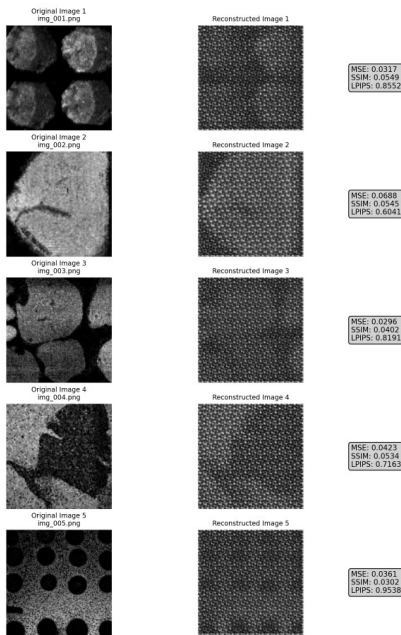 Original Image 1
img_001.png
Reconstructed Image 1
MSE: 0.0317
SSIM: 0.0549
LPIPS: 0.8552
Original Image 2
img_002.png
Reconstructed Image 2
MSE: 0.0688
SSIM: 0.0545
LPIPS: 0.6041
Original Image 3
img_003.png
Reconstructed Image 3
MSE: 0.0296
SSIM: 0.0402
LPIPS: 0.8191
Original Image 4
img_004.png
Reconstructed Image 4
MSE: 0.0423
SSIM: 0.0534
LPIPS: 0.7163
Original Image 5
img_005.png
Reconstructed Image 5
MSE: 0.0361
SSIM: 0.0302
LPIPS: 0.9538